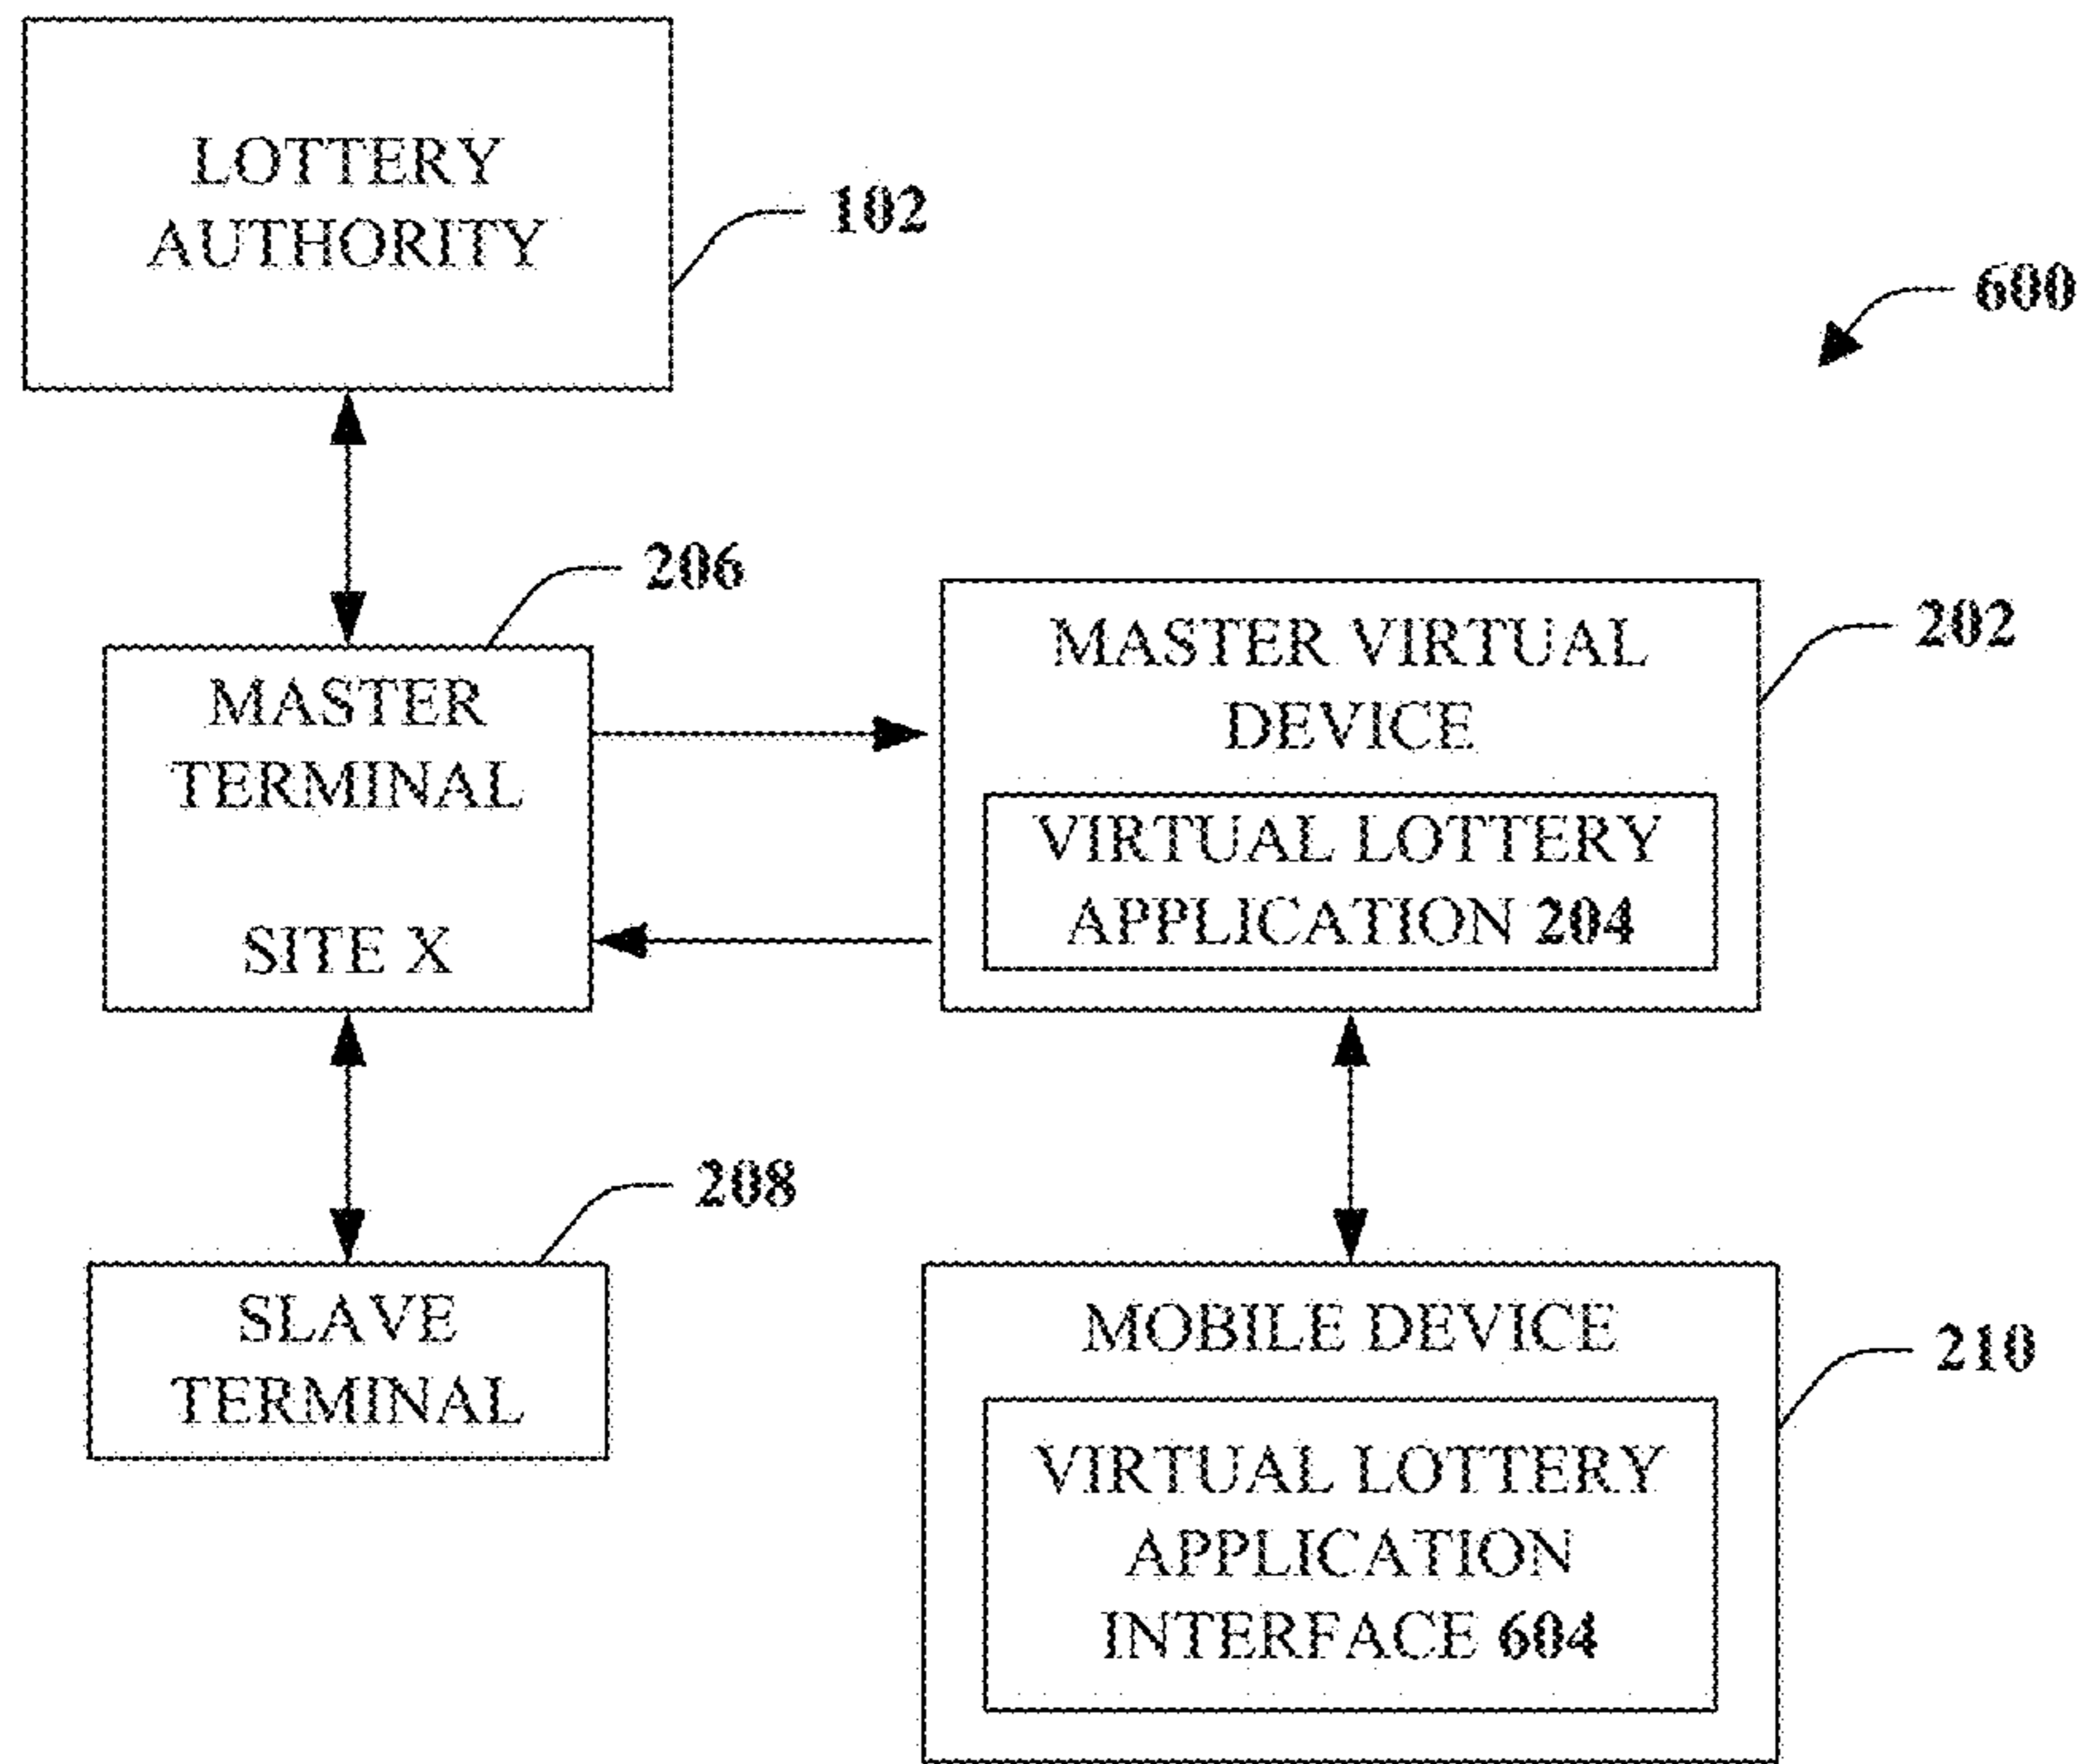 LOTTERY
AUTHORITY
102
600
206
MASTER
TERMINAL
SITE X
MASTER VIRTUAL
DEVICE
202
VIRTUAL LOTTERY
APPLICATION 204
208
SLAVE
TERMINAL
MOBILE DEVICE
210
VIRTUAL LOTTERY
APPLICATION
INTERFACE 604